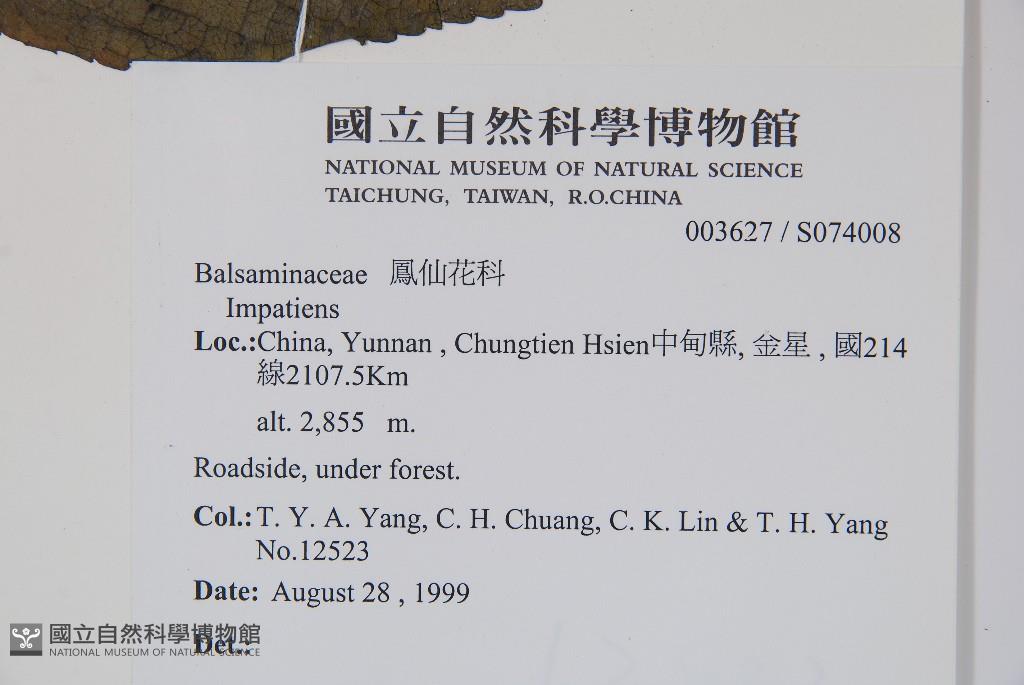 國立自然科學博物館
NATIONAL MUSEUM OF NATURAL SCIENCE
TAICHUNG, TAIWAN, R.O.CHINA
003627 / S074008
Balsaminaceae 鳳仙花科
Impatiens
Loc.:China, Yunnan , Chungtien Hsien中甸縣, 金星 , 國214
線2107.5Km
alt. 2,855 m.
Roadside, under forest.
Col.: T. Y. A. Yang, C. H. Chuang, C. K. Lin & T. H. Yang
No.12523
Date: August 28 , 1999
Det.:
國立自然科學博物館
NATIONAL MUSEUM OF NATURAL SCIENCE